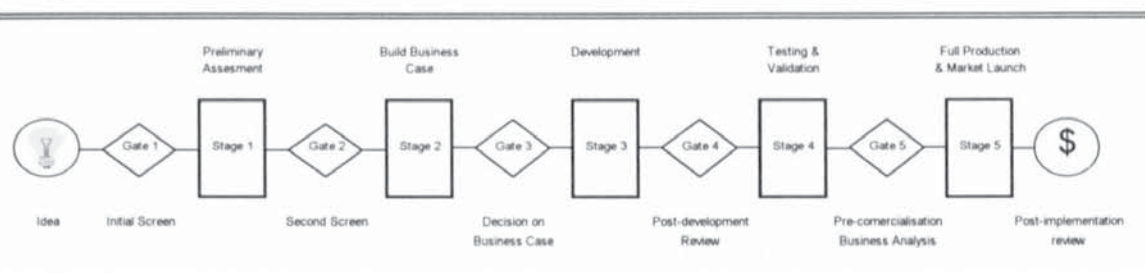 Preliminary
Assesment
Build Business
Case
Development
Testing &
Validation
Full Production
& Market Launch
Gate 1
Stage 1
Gate 2
Stage 2
Gate 3
Stage 3
Gate 4
Stage 4
Gate 5
Stage 5
$
Idea
Initial Screen
Second Screen
Decision on
Business Case
Post-development
Review
Pre-comercialisation
Business Analysis
Post-implementation
review